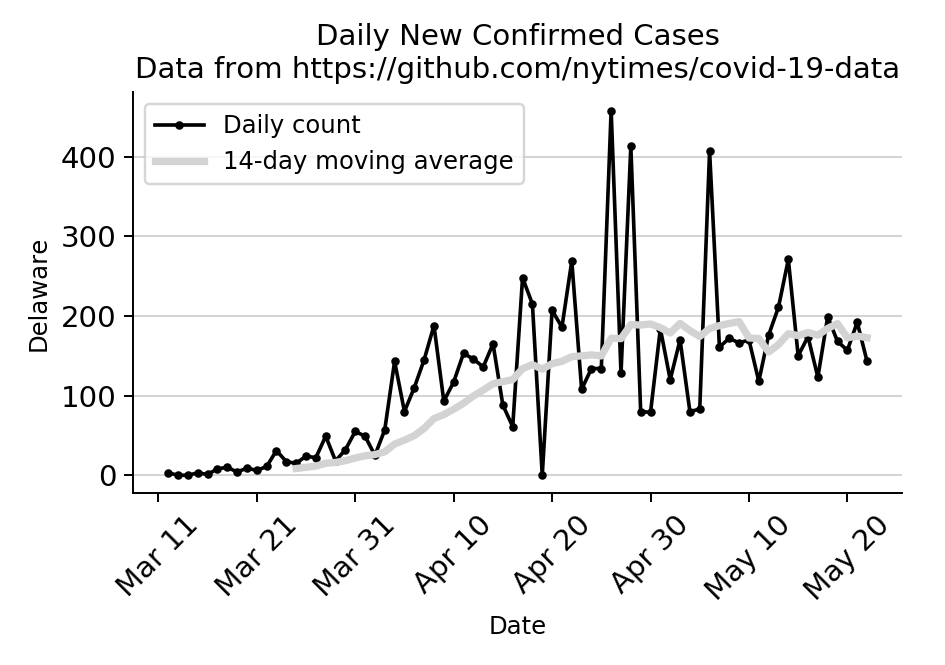 Daily New Confirmed Cases
Data from https://github.com/nytimes/covid-19-data
Daily count
14-day moving average
400
300
200
100
0
Delaware
Mar 11
Mar 21
Mar 31
Apr 10
Apr 20
Apr 30
May 10
May 20
Date